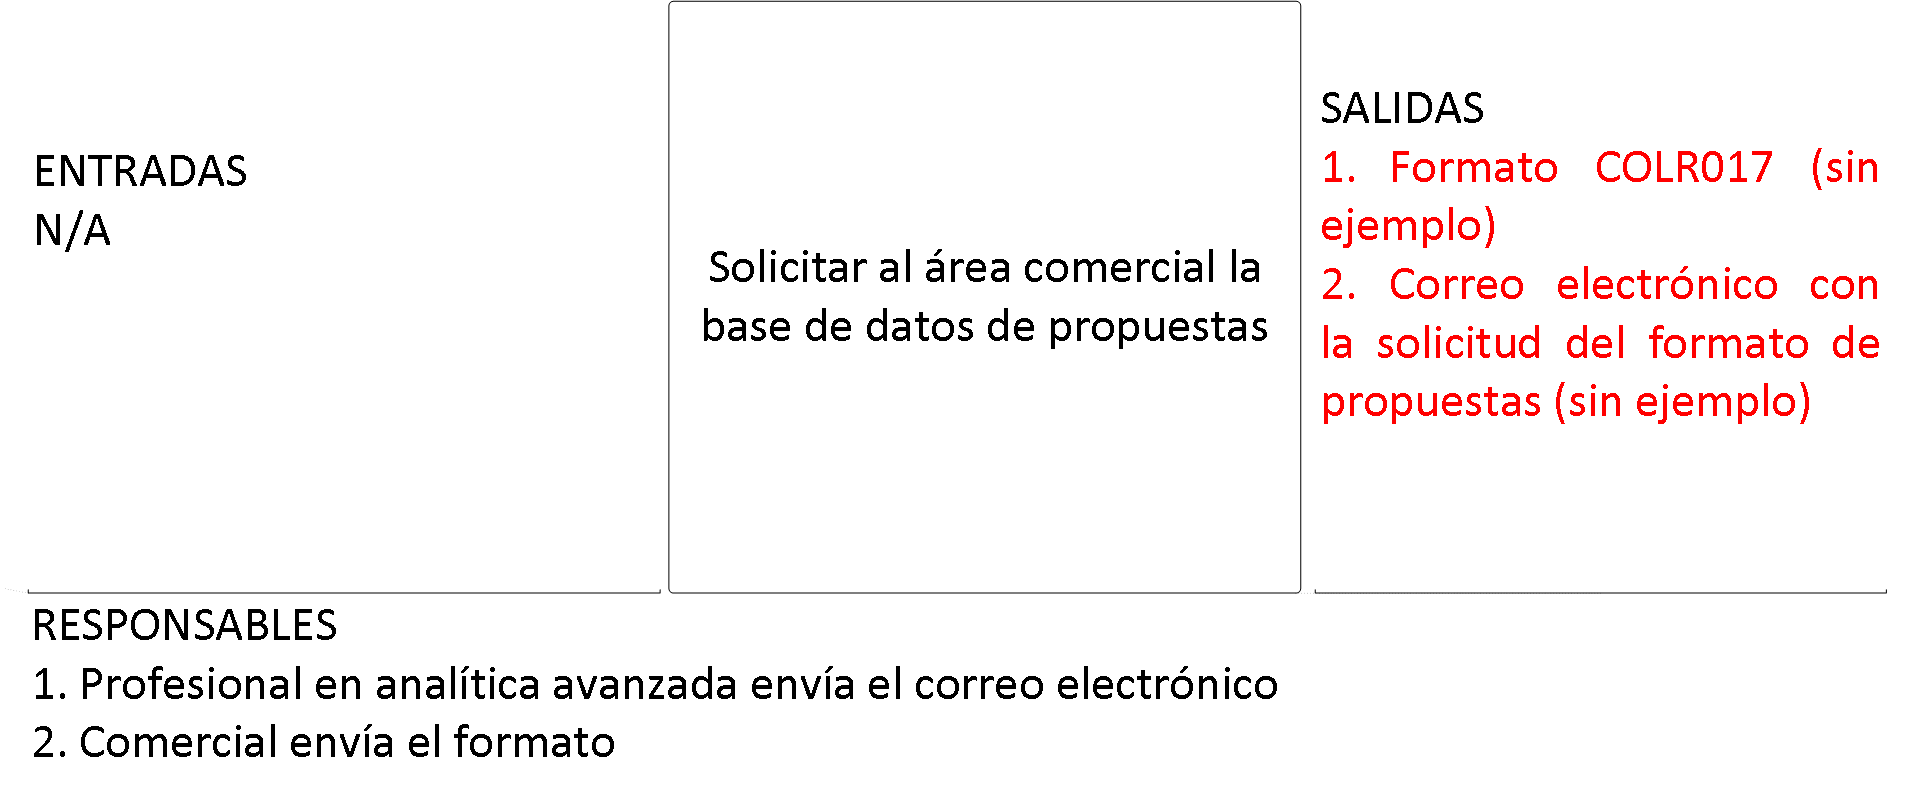 ENTRADAS
N/A
Solicitar al área comercial la
base de datos de propuestas
SALIDAS
1. Formato COLR017 (sin
ejemplo)
2. Correo electrónico con
la solicitud del formato de
propuestas (sin ejemplo)
RESPONSABLES
1. Profesional en analítica avanzada envía el correo electrónico
2. Comercial envía el formato